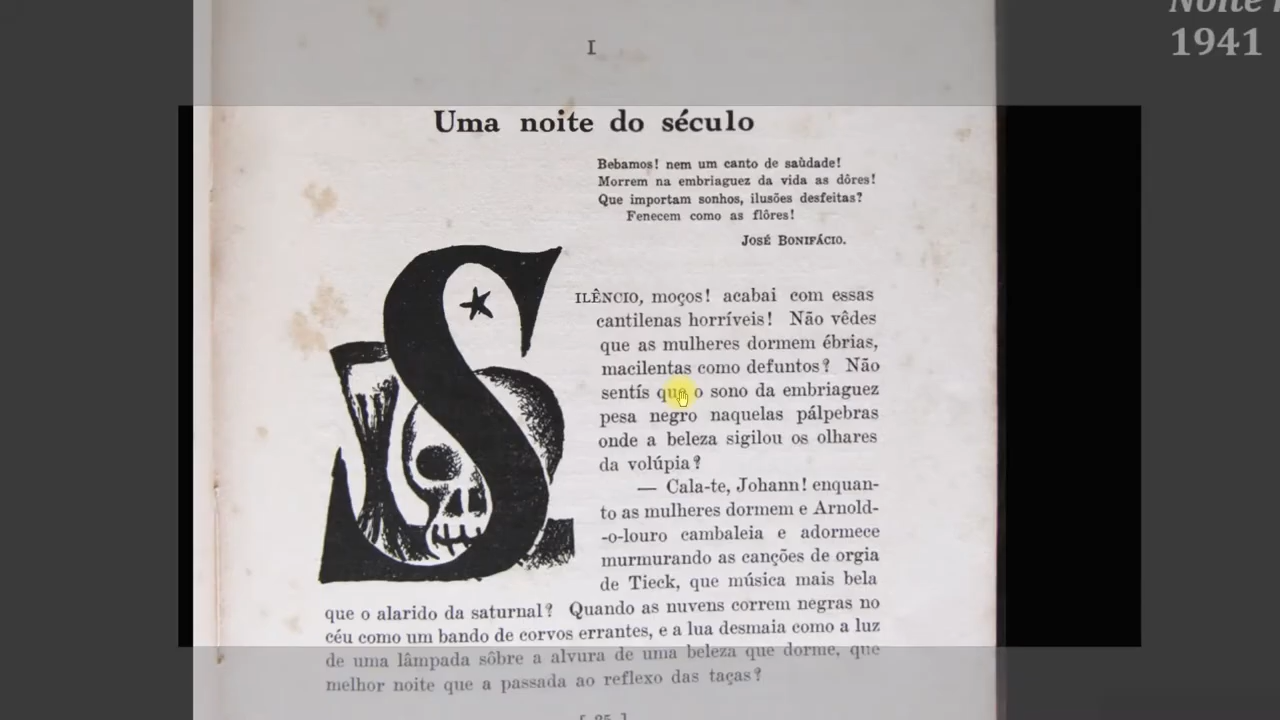 Noite
1941
I
Uma noite do século
Bebamos! nem um canto de saùdade!
Morrem na embriaguez da vida as dôres!
Que importam sonhos, ilusões desfeitas?
Fenecem como as flôres!
JOSÉ BONIFÁCIO.
SILÊNCIO, moços! acabai com essas
cantilenas horríveis! Não vêdes
que as mulheres dormem ébrias,
macilentas como defuntos? Não
sentís que o sono da embriaguez
pesa negro naquelas pálpebras
onde a beleza sigilou os olhares
da volúpia?
— Cala-te, Johann! enquan-
to as mulheres dormem e Arnold-
-o-louro cambaleia e adormece
murmurando as canções de orgia
de Tieck, que música mais bela
que o alarido da saturnal? Quando as nuvens correm negras no
céu como um bando de corvos errantes, e a lua desmaia como a luz
de uma lâmpada sôbre a alvura de uma beleza que dorme, que
melhor noite que a passada ao reflexo das taças?